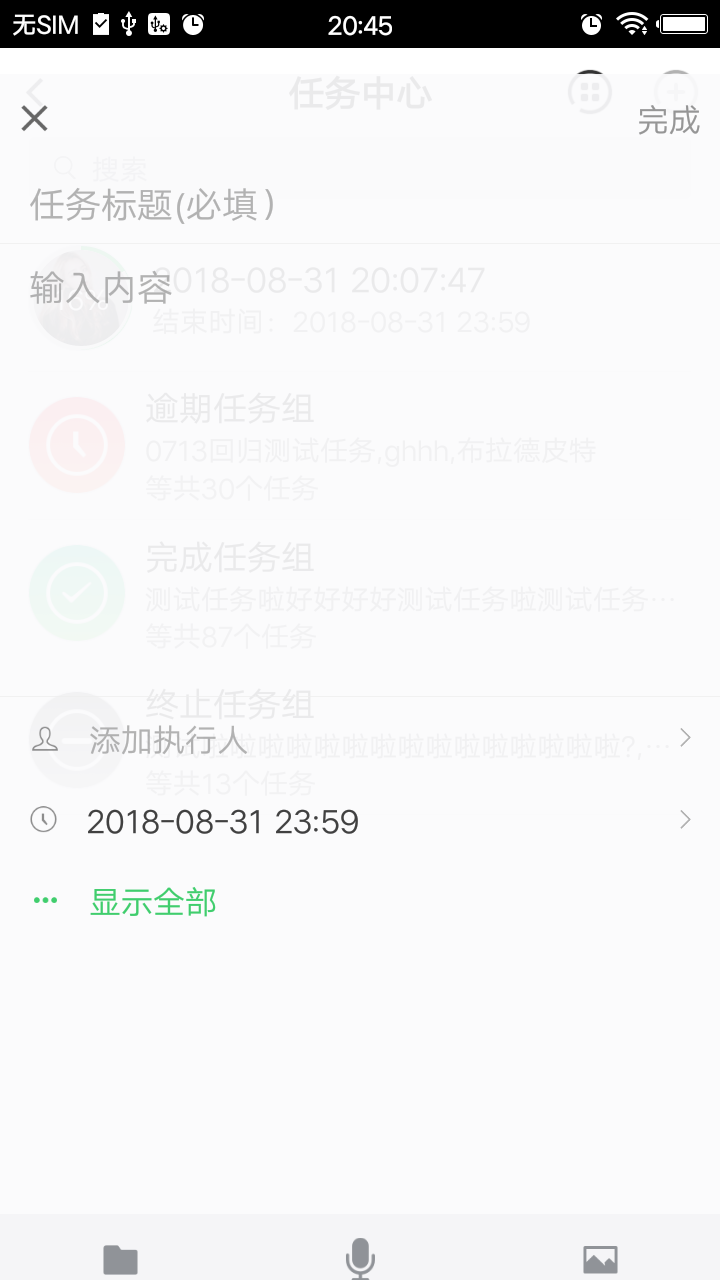 无SIM 20:45
任务中心
完成
搜索
任务标题(必填)
2018-08-31 20:07:47
输入内容
结束时间：2018-08-31 23:59
逾期任务组
0713回归测试任务,ghhh,布拉德皮特
等共30个任务
完成任务组
测试任务啦好好好好测试任务啦测试任务…
等共87个任务
终止任务组
添加执行人
啦啦啦啦啦啦啦啦啦啦啦啦啦?,…
等共13个任务
2018-08-31 23:59
显示全部